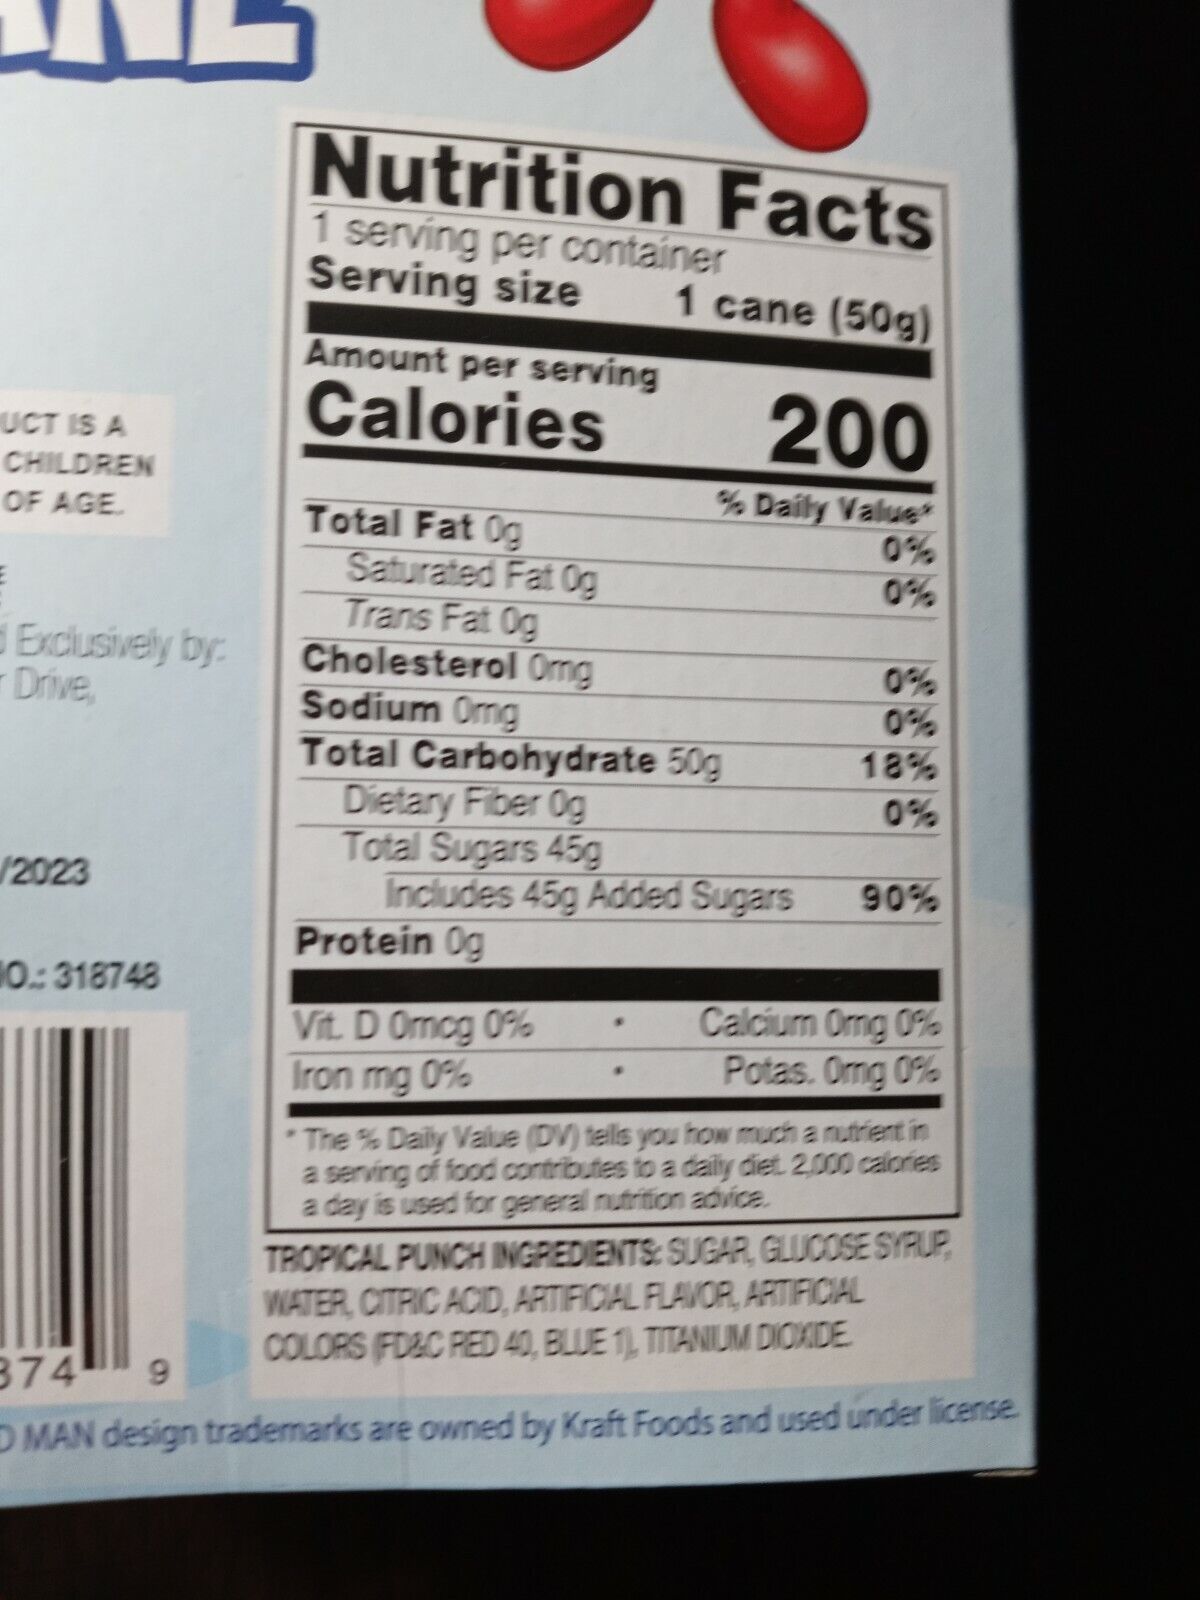 ANE
UCT IS A
CHILDREN
OF AGE.
Exclusively by:
Drive,
/2023
O.: 318748
374 9
Nutrition Facts
1 serving per container
Serving size 1 cane (50g)
Amount per serving
Calories 200
% Daily Value*
Total Fat 0g 0%
Saturated Fat 0g 0%
Trans Fat 0g
Cholesterol 0mg 0%
Sodium 0mg 0%
Total Carbohydrate 50g 18%
Dietary Fiber 0g 0%
Total Sugars 45g
Includes 45g Added Sugars 90%
Protein 0g
Vit. D 0mcg 0% • Calcium 0mg 0%
Iron mg 0% • Potas. 0mg 0%
* The % Daily Value (DV) tells you how much a nutrient in
a serving of food contributes to a daily diet. 2,000 calories
a day is used for general nutrition advice.
TROPICAL PUNCH INGREDIENTS: SUGAR, GLUCOSE SYRUP,
WATER, CITRIC ACID, ARTIFICIAL FLAVOR, ARTIFICIAL
COLORS (FD&C RED 40, BLUE 1), TITANIUM DIOXIDE.
D MAN design trademarks are owned by Kraft Foods and used under license.